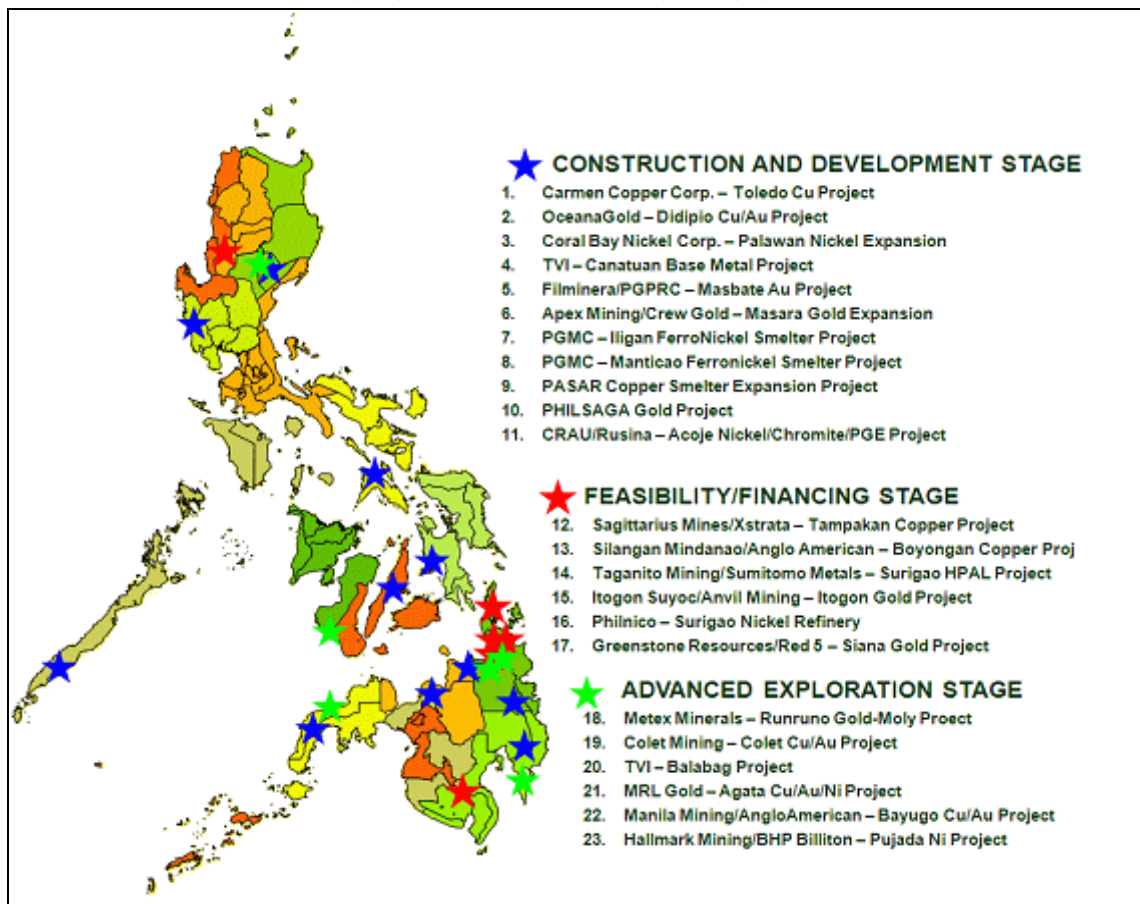 CONSTRUCTION AND DEVELOPMENT STAGE
1. Carmen Copper Corp. – Toledo Cu Project
2. OceanaGold – Didipio Cu/Au Project
3. Coral Bay Nickel Corp. – Palawan Nickel Expansion
4. TVI – Canatuan Base Metal Project
5. Filminera/PGPRC – Masbate Au Project
6. Apex Mining/Crew Gold – Masara Gold Expansion
7. PGMC – Iligan FerroNickel Smelter Project
8. PGMC – Manticao Ferronickel Smelter Project
9. PASAR Copper Smelter Expansion Project
10. PHILSAGA Gold Project
11. CRAU/Rusina – Acoje Nickel/Chromite/PGE Project
FEASIBILITY/FINANCING STAGE
12. Sagittarius Mines/Xstrata – Tampakan Copper Project
13. Silangan Mindanao/Anglo American – Boyongan Copper Proj
14. Taganito Mining/Sumitomo Metals – Surigao HPAL Project
15. Itogon Suyoc/Anvil Mining – Itogon Gold Project
16. Philnico – Surigao Nickel Refinery
17. Greenstone Resources/Red 5 – Siana Gold Project
ADVANCED EXPLORATION STAGE
18. Metex Minerals – Runruno Gold-Moly Proect
19. Colet Mining – Colet Cu/Au Project
20. TVI – Balabag Project
21. MRL Gold – Agata Cu/Au/Ni Project
22. Manila Mining/AngloAmerican – Bayugo Cu/Au Project
23. Hallmark Mining/BHP Billiton – Pujada Ni Project